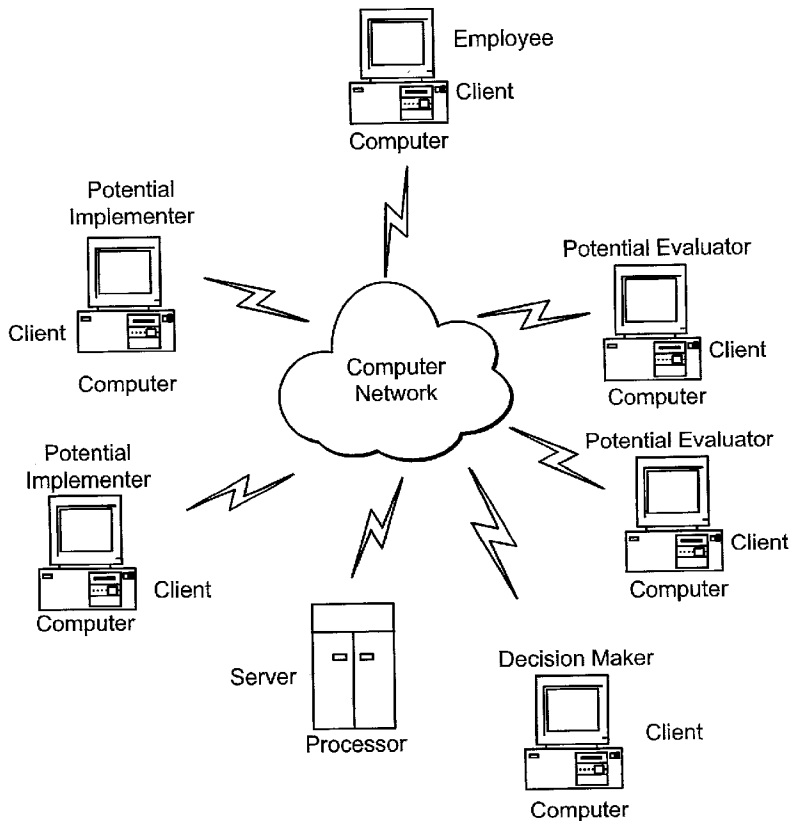 Employee
Client
Computer
Potential
Implementer
Client
Computer
Potential Evaluator
Client
Computer
Computer
Network
Potential
Implementer
Client
Computer
Potential Evaluator
Client
Computer
Server
Processor
Decision Maker
Client
Computer